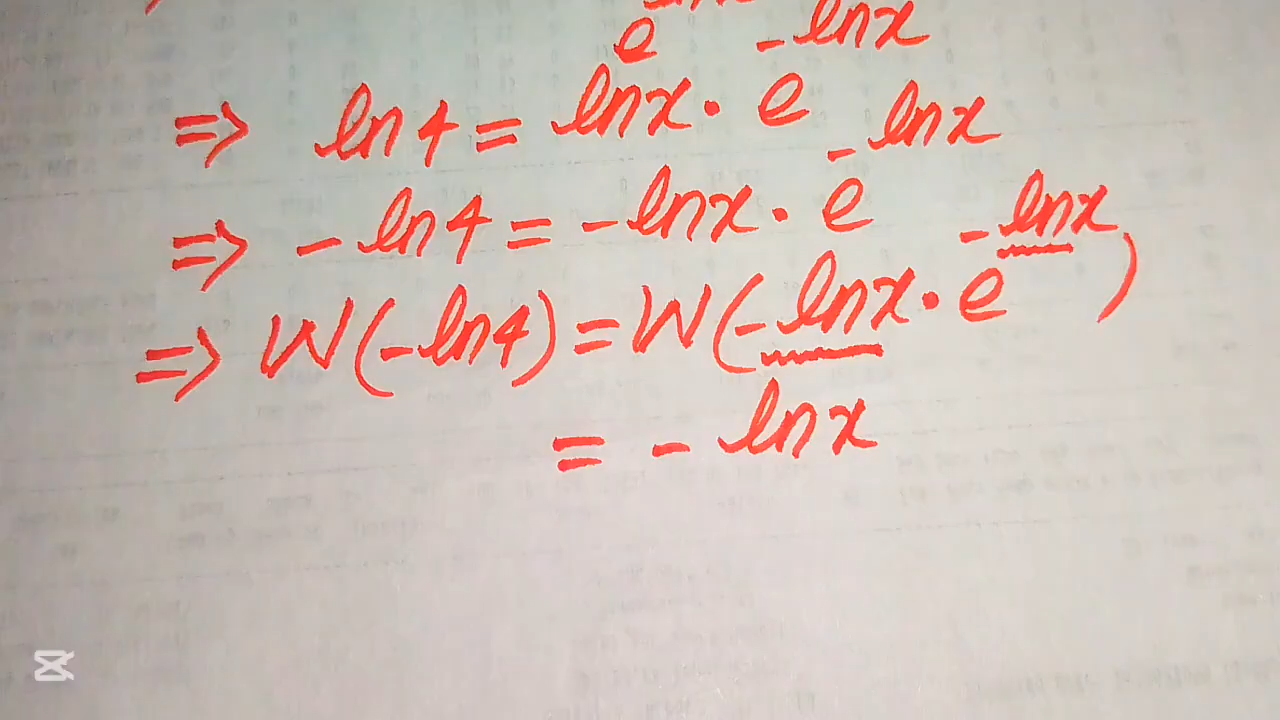 e^lnx
=> ln4 = lnx · e^-lnx
=> -ln4 = -lnx · e^-lnx
=> W(-ln4) = W(-lnx · e^-lnx)
= -lnx